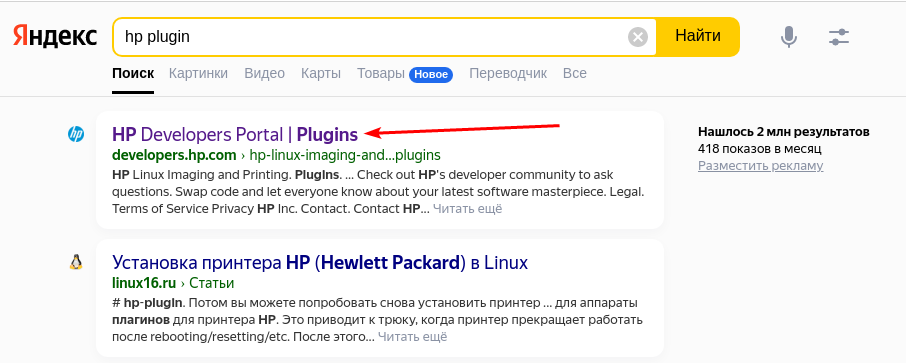 Яндекс
hp plugin
Найти
Поиск Картинки Видео Карты Товары Новое Переводчик Все
hp HP Developers Portal | Plugins
developers.hp.com › hp-linux-imaging-and...plugins
HP Linux Imaging and Printing. Plugins. ... Check out HP's developer community to ask
questions. Swap code and let everyone know about your latest software masterpiece. Legal.
Terms of Service Privacy HP Inc. Contact. Contact HP... Читать ещё
Нашлось 2 млн результатов
418 показов в месяц
Разместить рекламу
Установка принтера HP (Hewlett Packard) в Linux
linux16.ru › Статьи
# hp-plugin. Потом вы можете попробовать снова установить принтер ... для аппараты
плагинов для принтера HP. Это приводит к трюку, когда принтер прекращает работать
после rebooting/resetting/etc. После этого... Читать ещё